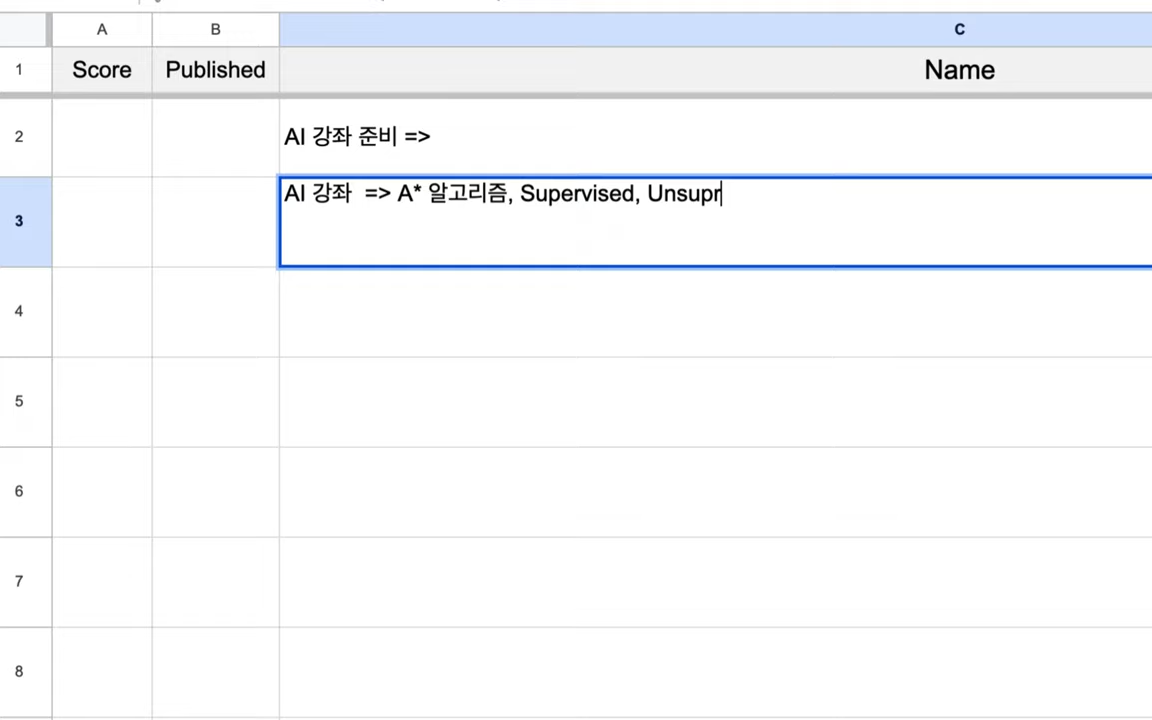 A B C
1 Score Published Name
2 AI 강좌 준비 =>
3 AI 강좌 => A* 알고리즘, Supervised, Unsupr
4
5
6
7
8